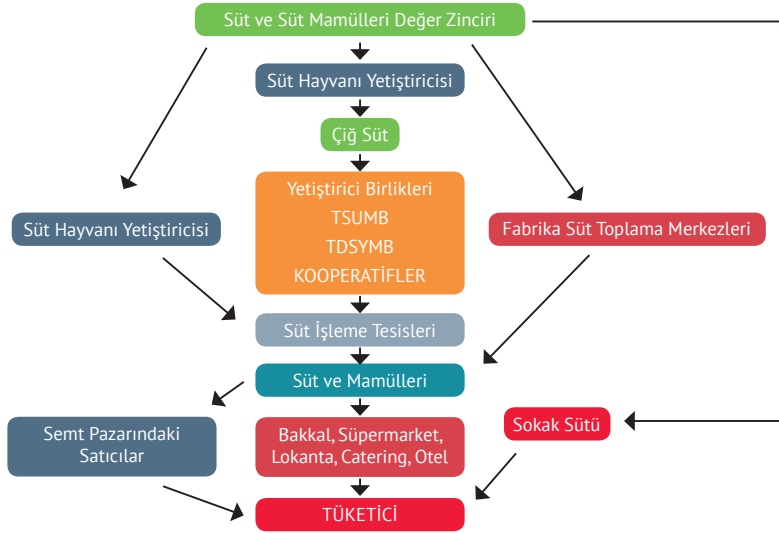 Süt ve Süt Mamülleri Değer Zinciri
Süt Hayvanı Yetiştiricisi
Çiğ Süt
Yetiştirici Birlikleri
TSUMB
TDSYMB
KOOPERATİFLER
Süt Hayvanı Yetiştiricisi
Fabrika Süt Toplama Merkezleri
Süt İşleme Tesisleri
Süt ve Mamülleri
Semt Pazarındaki
Satıcılar
Bakkal, Süpermarket,
Lokanta, Catering, Otel
Sokak Sütü
TÜKETİCİ